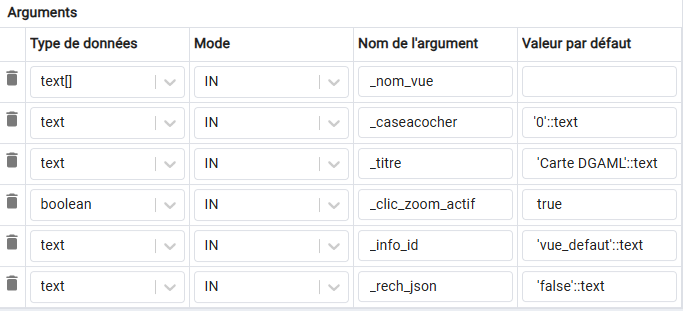 Arguments
Type de données Mode Nom de l'argument Valeur par défaut
text[] IN _nom_vue
text IN _caseacocher '0'::text
text IN _titre 'Carte DGAML'::text
boolean IN _clic_zoom_actif true
text IN _info_id 'vue_defaut'::text
text IN _rech_json 'false'::text